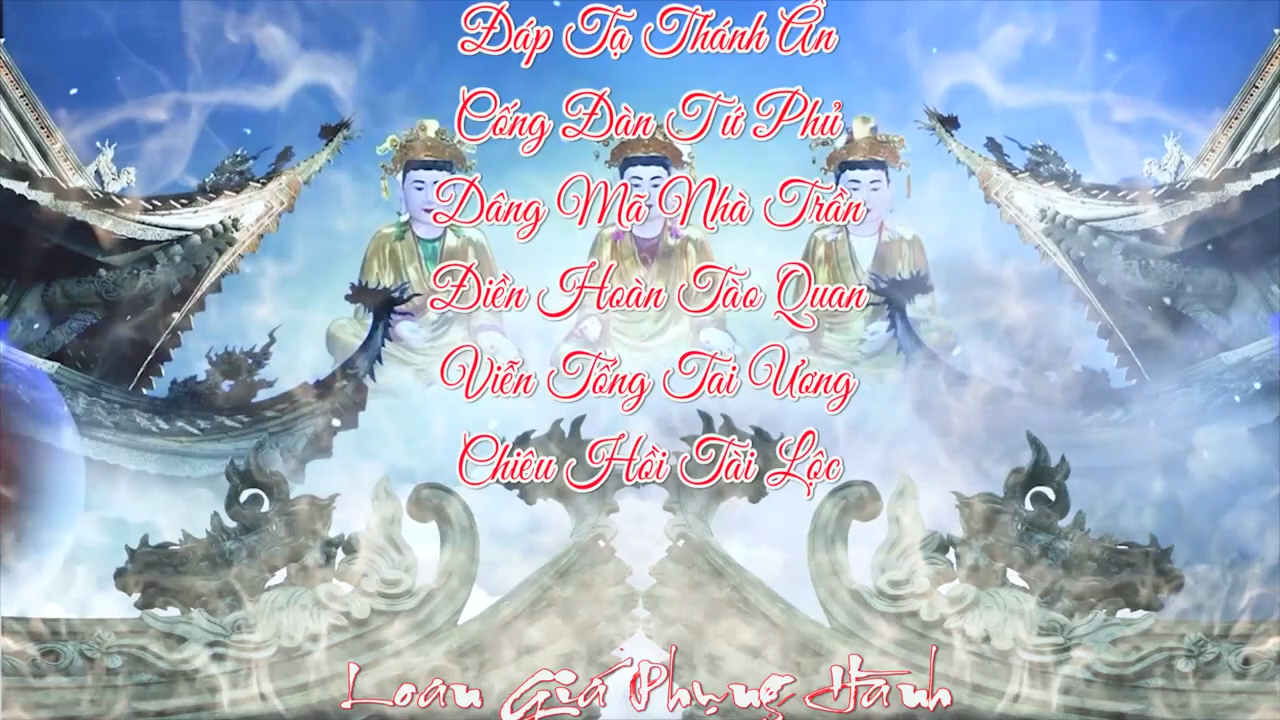 Đáp Tạ Thánh Ân
Cống Đàn Tứ Phủ
Dâng Mã Nhà Trần
Điền Hoàn Tào Quan
Viễn Tống Tai Ương
Chiêu Hồi Tài Lộc
Loan Giá Phụng Hành